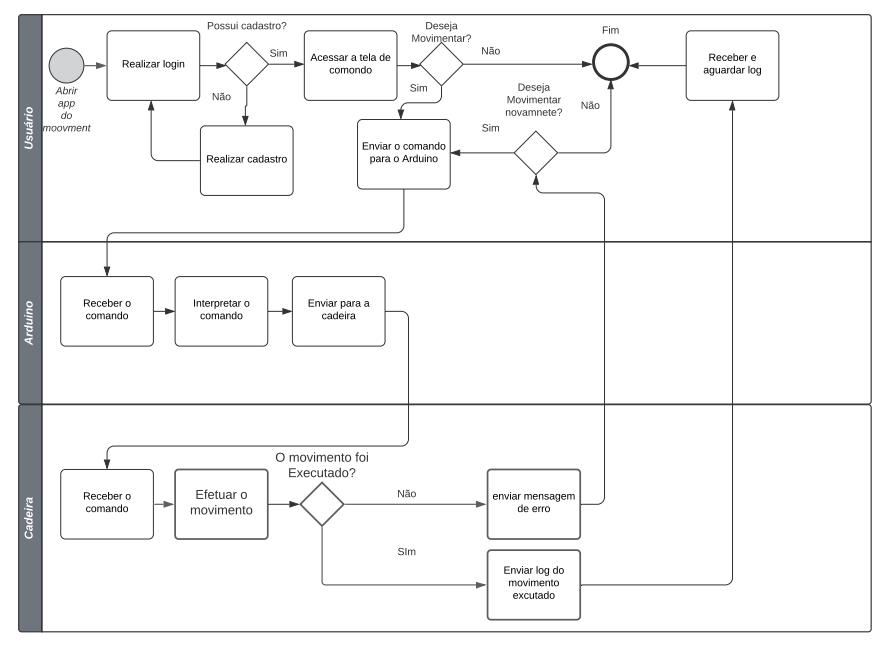 Usuário
Abrir
app
do
moovment
Realizar login
Possui cadastro?
Sim
Não
Realizar cadastro
Acessar a tela de
comondo
Deseja
Movimentar?
Não
Sim
Enviar o comando
para o Arduino
Sim
Deseja
Movimentar
novamnete?
Não
Fim
Receber e
aguardar log
Arduino
Receber o
comando
Interpretar o
comando
Enviar para a
cadeira
Cadeira
Receber o
comando
Efetuar o
movimento
O movimento foi
Executado?
Não
SIm
enviar mensagem
de erro
Enviar log do
movimento
excutado